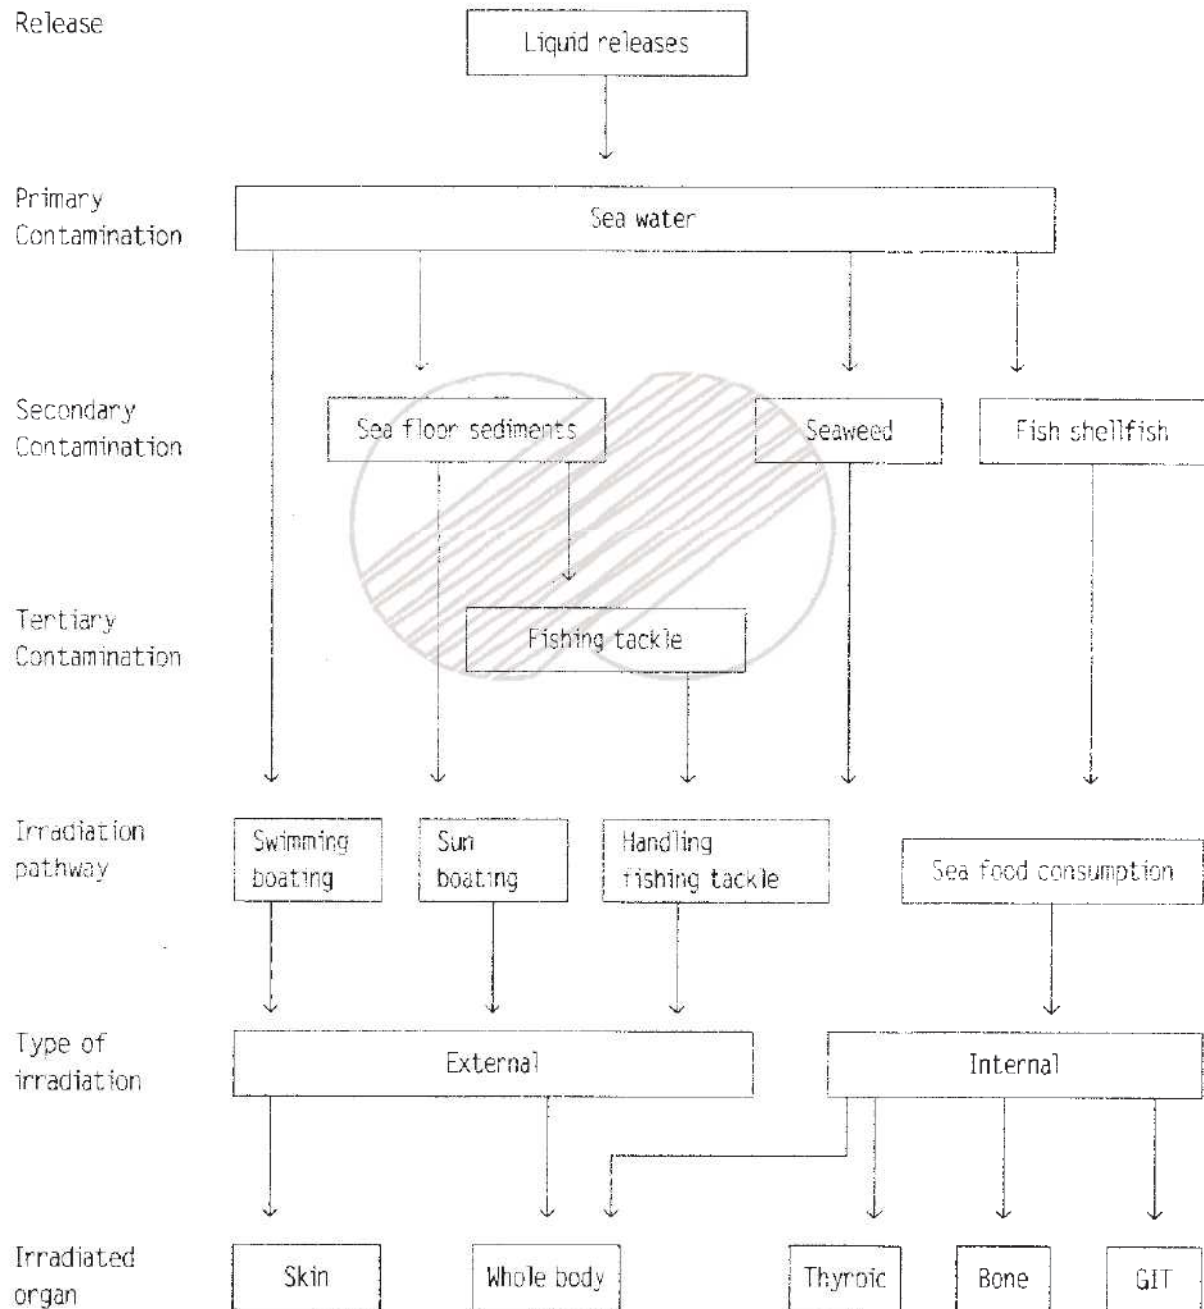 Release
Liquid releases
Primary
Contamination
Sea water
Secondary
Contamination
Sea floor sediments
Seaweed
Fish shellfish
Tertiary
Contamination
Fishing tackle
Irradiation
pathway
Swimming
boating
Sun
boating
Handling
fishing tackle
Sea food consumption
Type of
irradiation
External
Internal
Irradiated
organ
Skin
Whole body
Thyroic
Bone
GIT